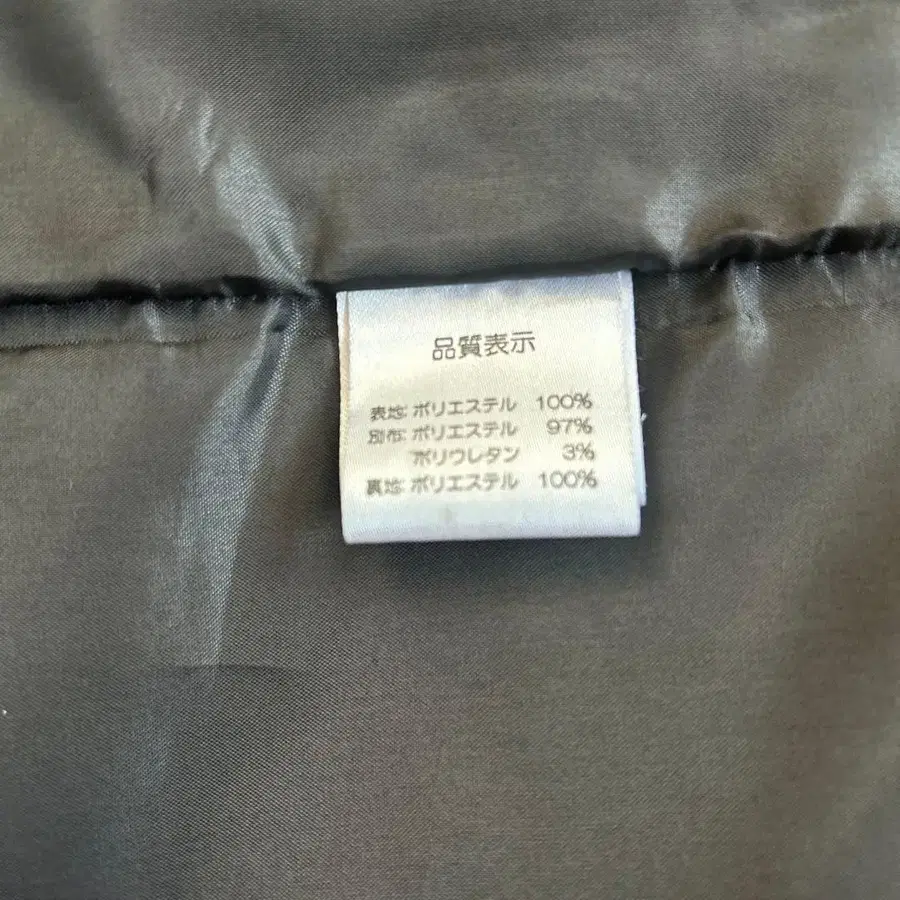 品質表示
表地: ポリエステル 100%
別布: ポリエステル 97%
ポリウレタン 3%
裏地: ポリエステル 100%